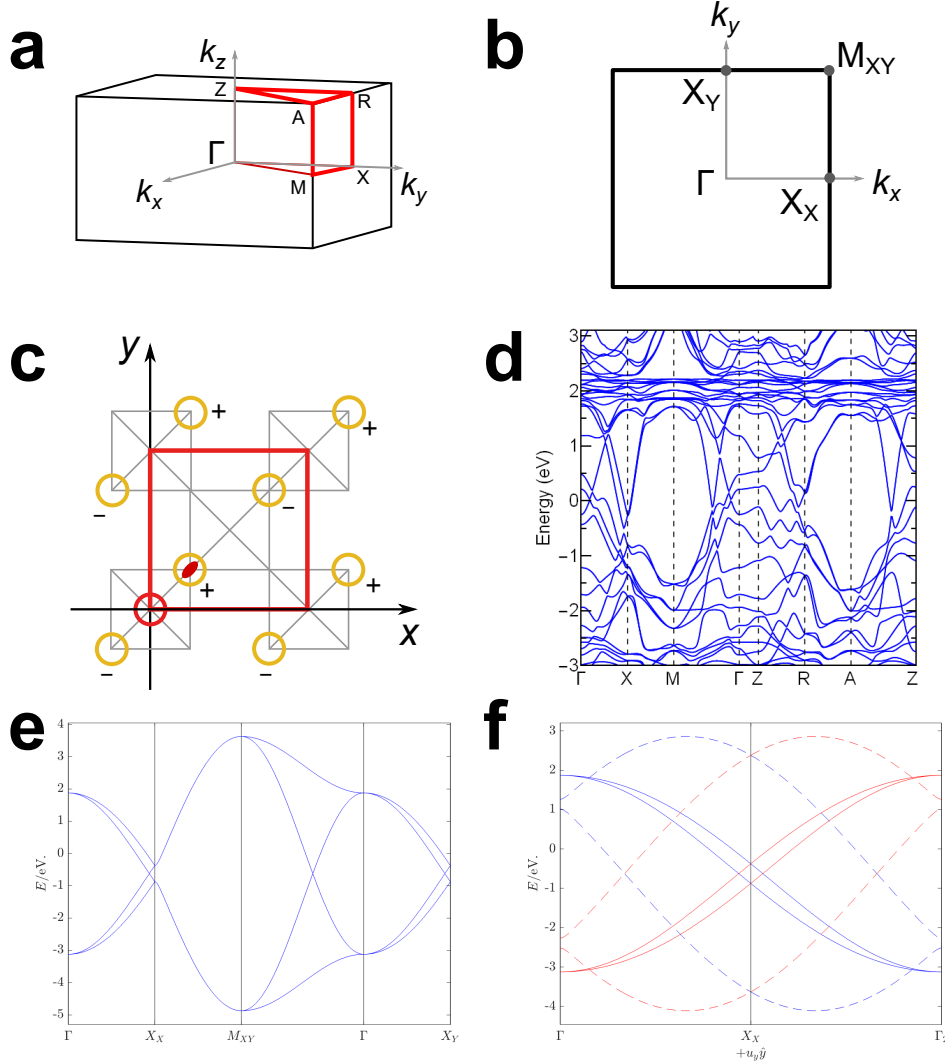 a
k_z
Z
R
A
Γ
M
X
k_x
k_y
b
k_y
M_XY
X_Y
Γ
X_X
k_x
c
y
+
+
−
−
+
+
−
−
x
d
Energy (eV)
3
2
1
0
−1
−2
−3
Γ X M Γ Z R A Z
e
E/eV.
4
3
2
1
0
-1
-2
-3
-4
-5
Γ X_X M_XY Γ X_Y
f
E/eV.
3
2
1
0
-1
-2
-3
-4
Γ X_X
+u_yŷ